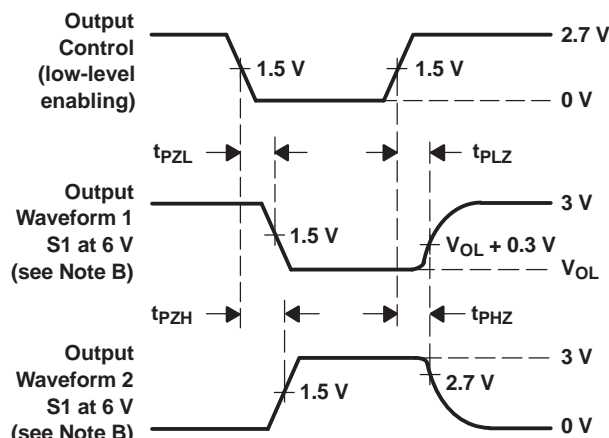 Output
Control
(low-level
enabling)
1.5 V
1.5 V
2.7 V
0 V
tPZL
tPLZ
Output
Waveform 1
S1 at 6 V
(see Note B)
1.5 V
VOL + 0.3 V
3 V
VOL
tPZH
tPHZ
Output
Waveform 2
S1 at 6 V
(see Note B)
1.5 V
2.7 V
3 V
0 V